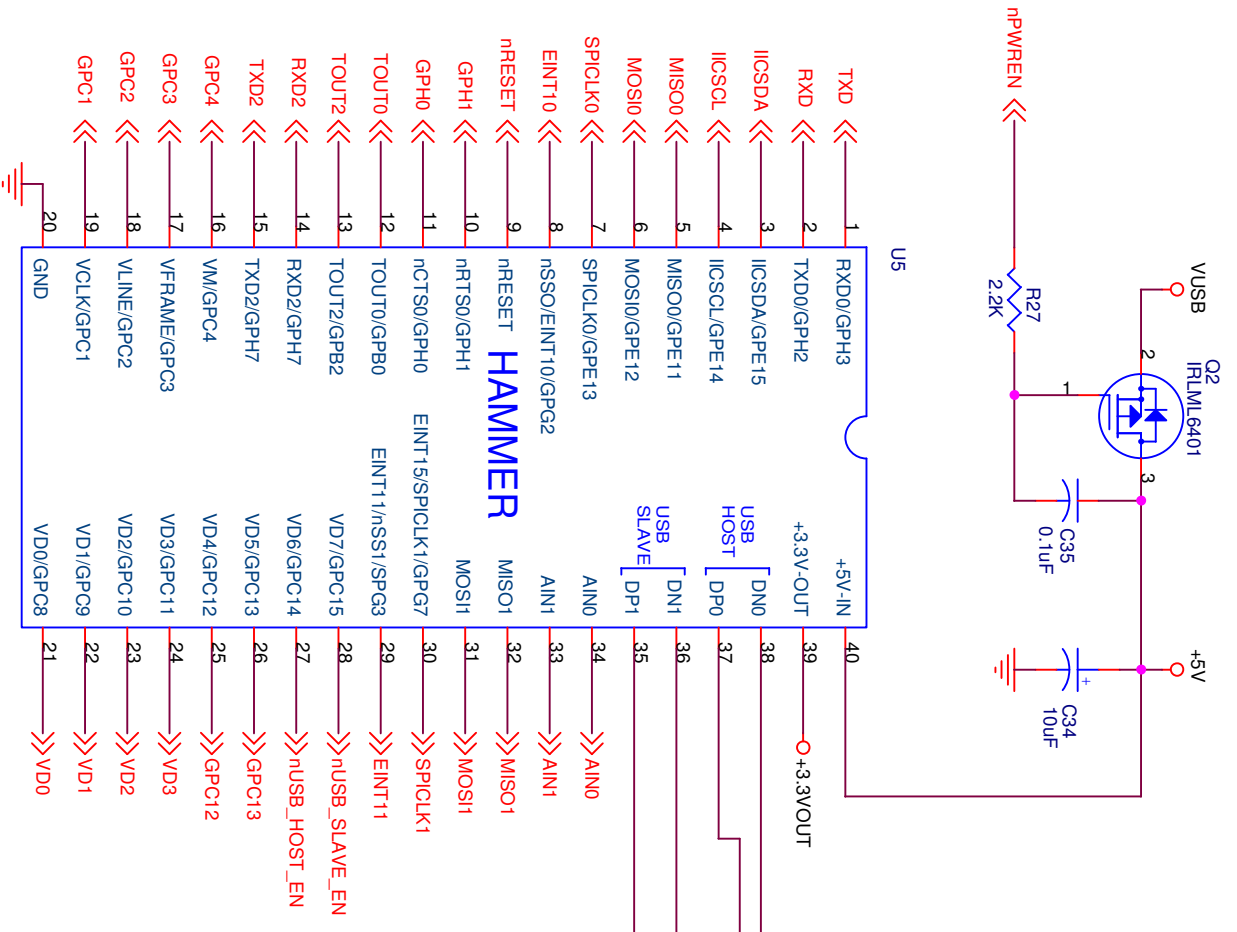 nPWREN
R27
2.2K
VUSB
Q2
IRLML6401
2
1
3
C35
0.1uF
C34
10uF
+
+5V
U5
HAMMER
TXD 1 RXD0/GPH3
RXD 2 TXD0/GPH2
IICSDA 3 IICSDA/GPE15
IICSCL 4 IICSCL/GPE14
MISO0 5 MISO0/GPE11
MOSI0 6 MOSI0/GPE12
SPICLK0 7 SPICLK0/GPE13
EINT10 8 nSSO/EINT10/GPG2
nRESET 9 nRESET
GPH1 10 nRTS0/GPH1
GPH0 11 nCTS0/GPH0
TOUT0 12 TOUT0/GPB0
TOUT2 13 TOUT2/GPB2
RXD2 14 RXD2/GPH7
TXD2 15 TXD2/GPH7
GPC4 16 VM/GPC4
GPC3 17 VFRAME/GPC3
GPC2 18 VLINE/GPC2
GPC1 19 VCLK/GPC1
20 GND
+5V-IN 40
+3.3V-OUT 39 +3.3VOUT
USB
HOST
DN0 38
DP0 37
USB
SLAVE
DN1 36
DP1 35
AIN0 34 AIN0
AIN1 33 AIN1
MISO1 32 MISO1
MOSI1 31 MOSI1
EINT15/SPICLK1/GPG7 30 SPICLK1
EINT11/nSS1/SPG3 29 EINT11
VD7/GPC15 28 nUSB_SLAVE_EN
VD6/GPC14 27 nUSB_HOST_EN
VD5/GPC13 26 GPC13
VD4/GPC12 25 GPC12
VD3/GPC11 24 VD3
VD2/GPC10 23 VD2
VD1/GPC9 22 VD1
VD0/GPC8 21 VD0